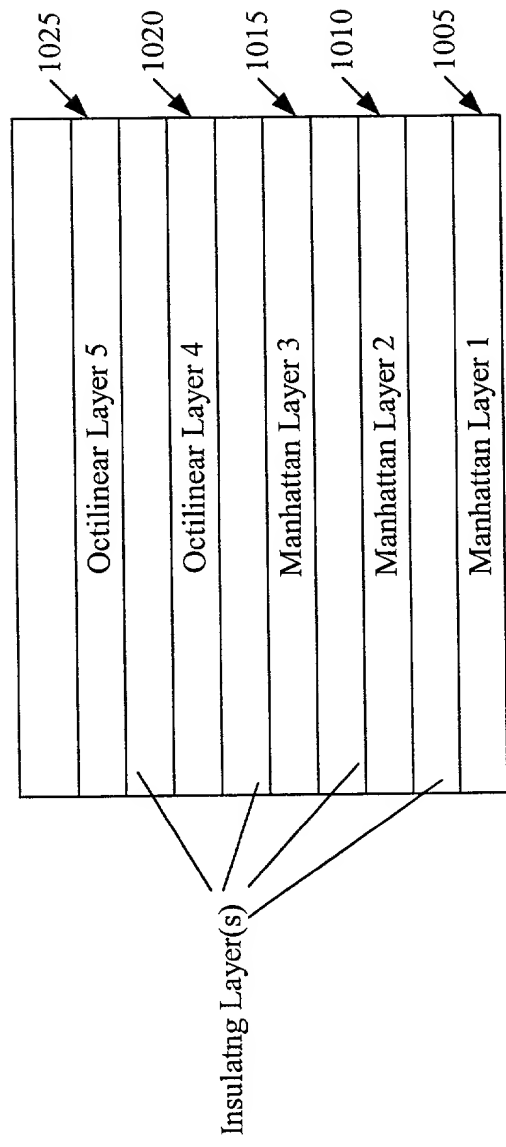 Octilinear Layer 5
1025
Octilinear Layer 4
1020
Manhattan Layer 3
1015
Manhattan Layer 2
1010
Manhattan Layer 1
1005
Insulatng Layer(s)